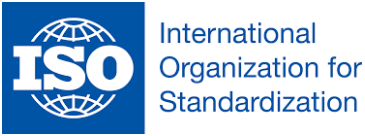 ISO
International
Organization for
Standardization